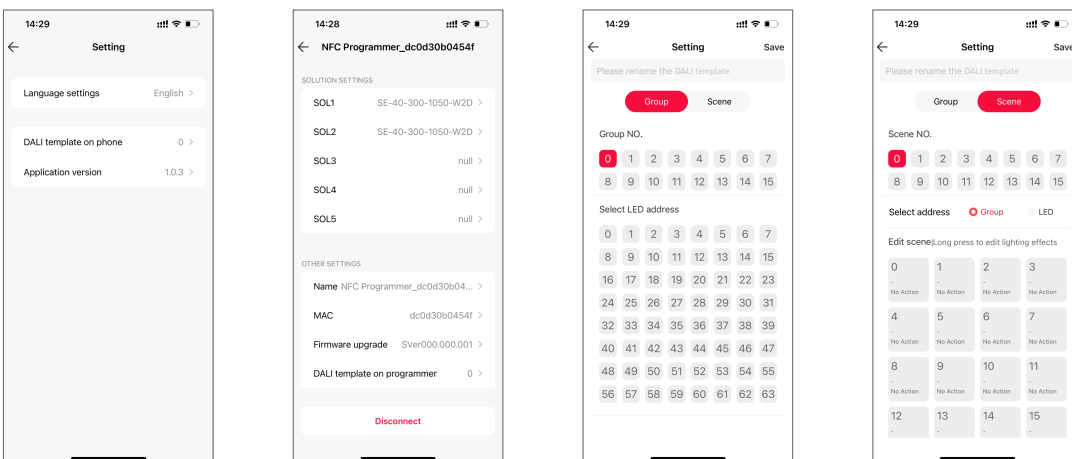 14:29
Setting
Language settings English >
DALI template on phone 0 >
Application version 1.0.3 >
14:28
NFC Programmer_dc0d30b0454f
SOLUTION SETTINGS
SOL1 SE-40-300-1050-W2D >
SOL2 SE-40-300-1050-W2D >
SOL3 null >
SOL4 null >
SOL5 null >
OTHER SETTINGS
Name NFC Programmer_dc0d30b04... >
MAC dc0d30b0454f >
Firmware upgrade SVer000.000.001 >
DALI template on programmer 0 >
Disconnect
14:29
Setting Save
Please rename the DALI template
Group Scene
Group NO.
0 1 2 3 4 5 6 7
8 9 10 11 12 13 14 15
Select LED address
0 1 2 3 4 5 6 7
8 9 10 11 12 13 14 15
16 17 18 19 20 21 22 23
24 25 26 27 28 29 30 31
32 33 34 35 36 37 38 39
40 41 42 43 44 45 46 47
48 49 50 51 52 53 54 55
56 57 58 59 60 61 62 63
14:29
Setting Save
Please rename the DALI template
Group Scene
Scene NO.
0 1 2 3 4 5 6 7
8 9 10 11 12 13 14 15
Select address Group LED
Edit scene|Long press to edit lighting effects
0 1 2 3
- - - -
No Action No Action No Action No Action
4 5 6 7
- - - -
No Action No Action No Action No Action
8 9 10 11
- - - -
No Action No Action No Action No Action
12 13 14 15
- - - -